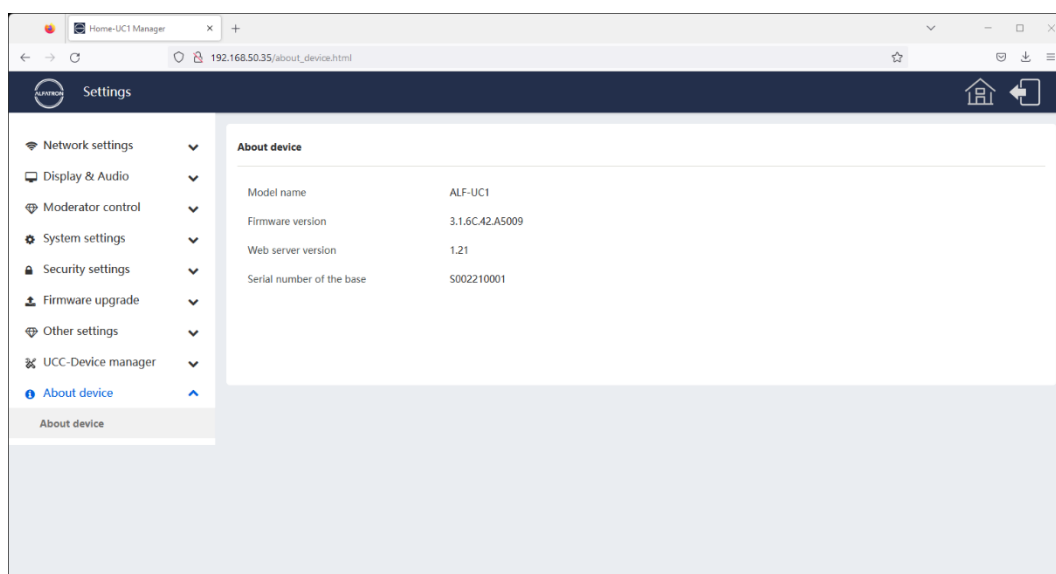 Home-UC1 Manager
192.168.50.35/about_device.html
ALFATRON
Settings
Network settings
Display & Audio
Moderator control
System settings
Security settings
Firmware upgrade
Other settings
UCC-Device manager
About device
About device
About device
Model name ALF-UC1
Firmware version 3.1.6C.42.A5009
Web server version 1.21
Serial number of the base S002210001